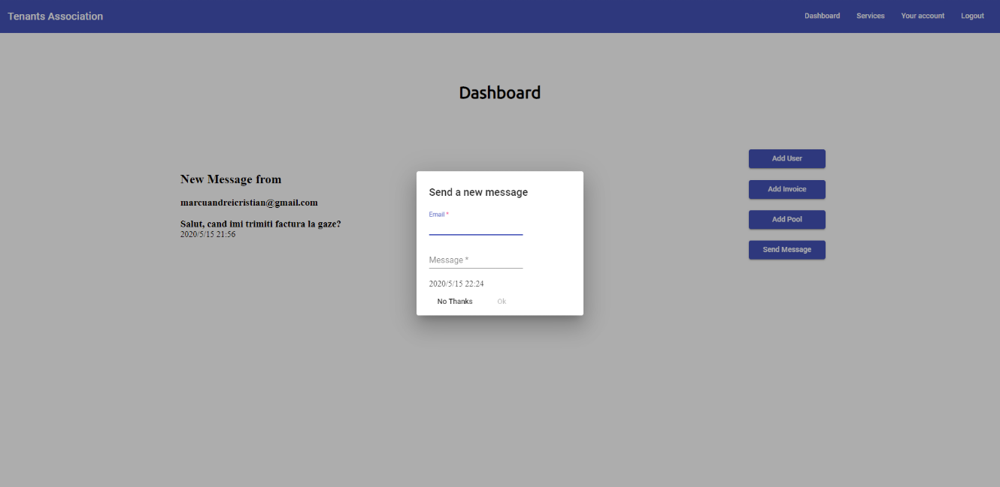 Tenants Association
Dashboard Services Your account Logout
Dashboard
New Message from
marcuandreicristian@gmail.com
Salut, cand imi trimiti factura la gaze?
2020/5/15 21:56
Send a new message
Email *
Message *
2020/5/15 22:24
No Thanks Ok
Add User
Add Invoice
Add Pool
Send Message